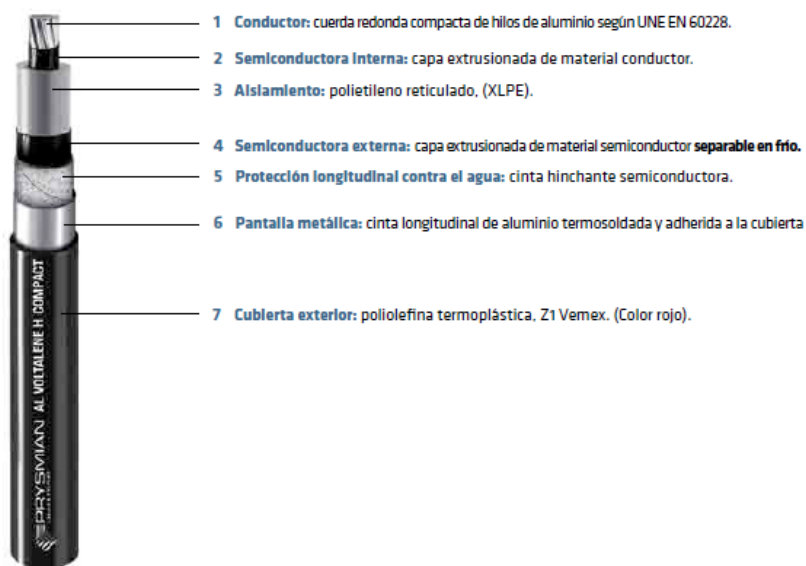 1 Conductor: cuerda redonda compacta de hilos de aluminio según UNE EN 60228.
2 Semiconductora interna: capa extrusionada de material conductor.
3 Aislamiento: polietileno reticulado, (XLPE).
4 Semiconductora externa: capa extrusionada de material semiconductor separable en frío.
5 Protección longitudinal contra el agua: cinta hinchante semiconductora.
6 Pantalla metálica: cinta longitudinal de aluminio termosoldada y adherida a la cubierta
7 Cubierta exterior: poliolefina termoplástica, Z1 Vemex. (Color rojo).
PRYSMIAN AL VOLTALENE H COMPACT